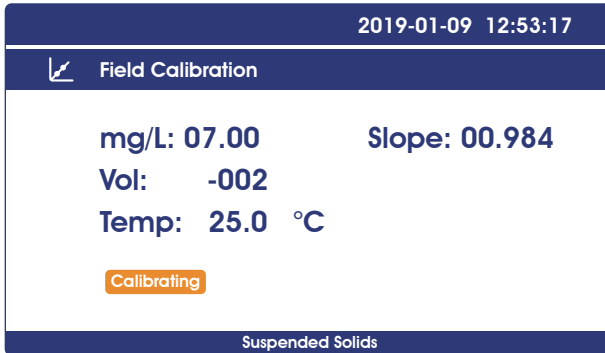 2019-01-09 12:53:17
Field Calibration
mg/L: 07.00 Slope: 00.984
Vol: -002
Temp: 25.0 °C
Calibrating
Suspended Solids